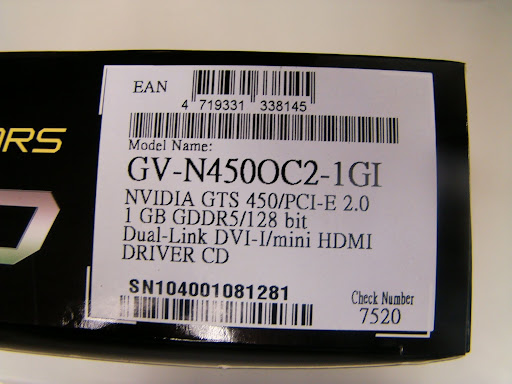 EAN
4 719331 338145
ORS
Model Name:
GV-N450OC2-1GI
NVIDIA GTS 450/PCI-E 2.0
1 GB GDDR5/128 bit
Dual-Link DVI-I/mini HDMI
DRIVER CD
SN104001081281
Check Number
7520